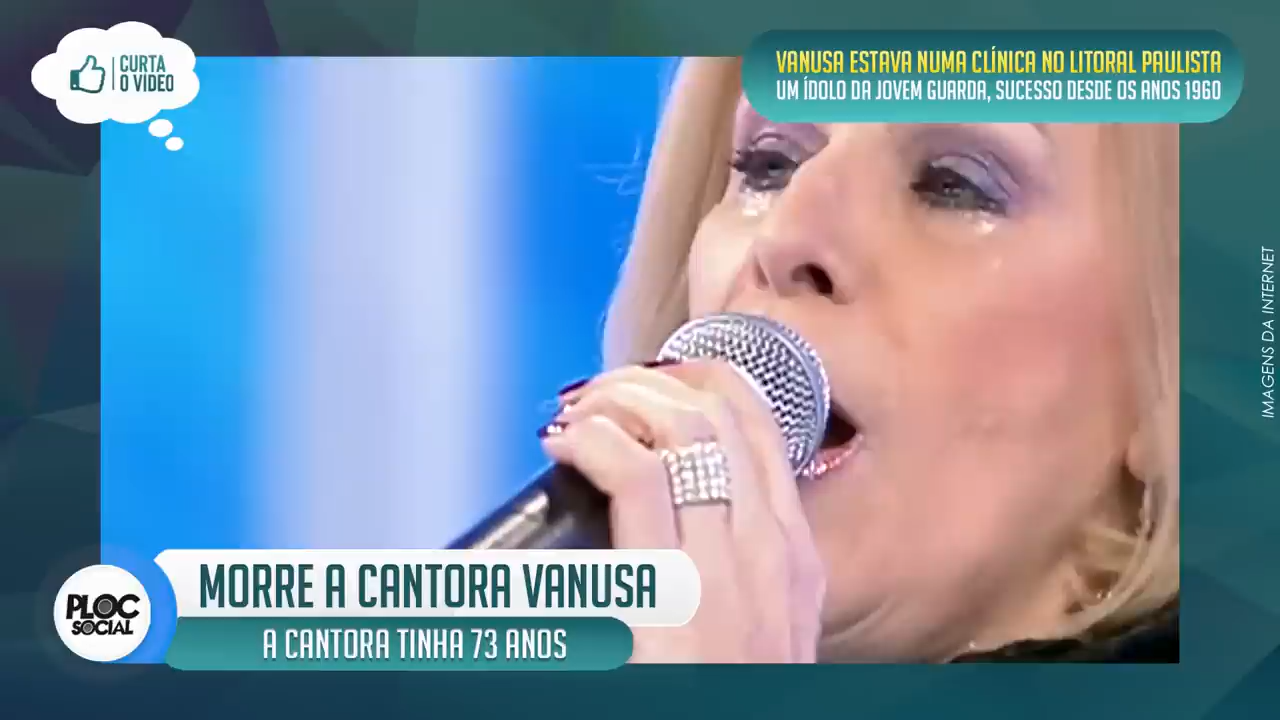 CURTA
O VIDEO
VANUSA ESTAVA NUMA CLÍNICA NO LITORAL PAULISTA
UM ÍDOLO DA JOVEM GUARDA, SUCESSO DESDE OS ANOS 1960
IMAGENS DA INTERNET
MORRE A CANTORA VANUSA
A CANTORA TINHA 73 ANOS
PLOC
SOCIAL